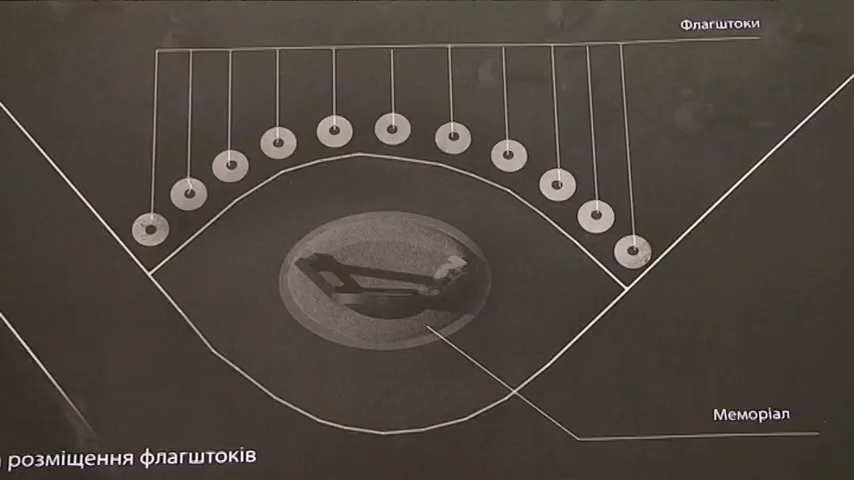 Флагштоки
Меморіал
розміщення флагштоків